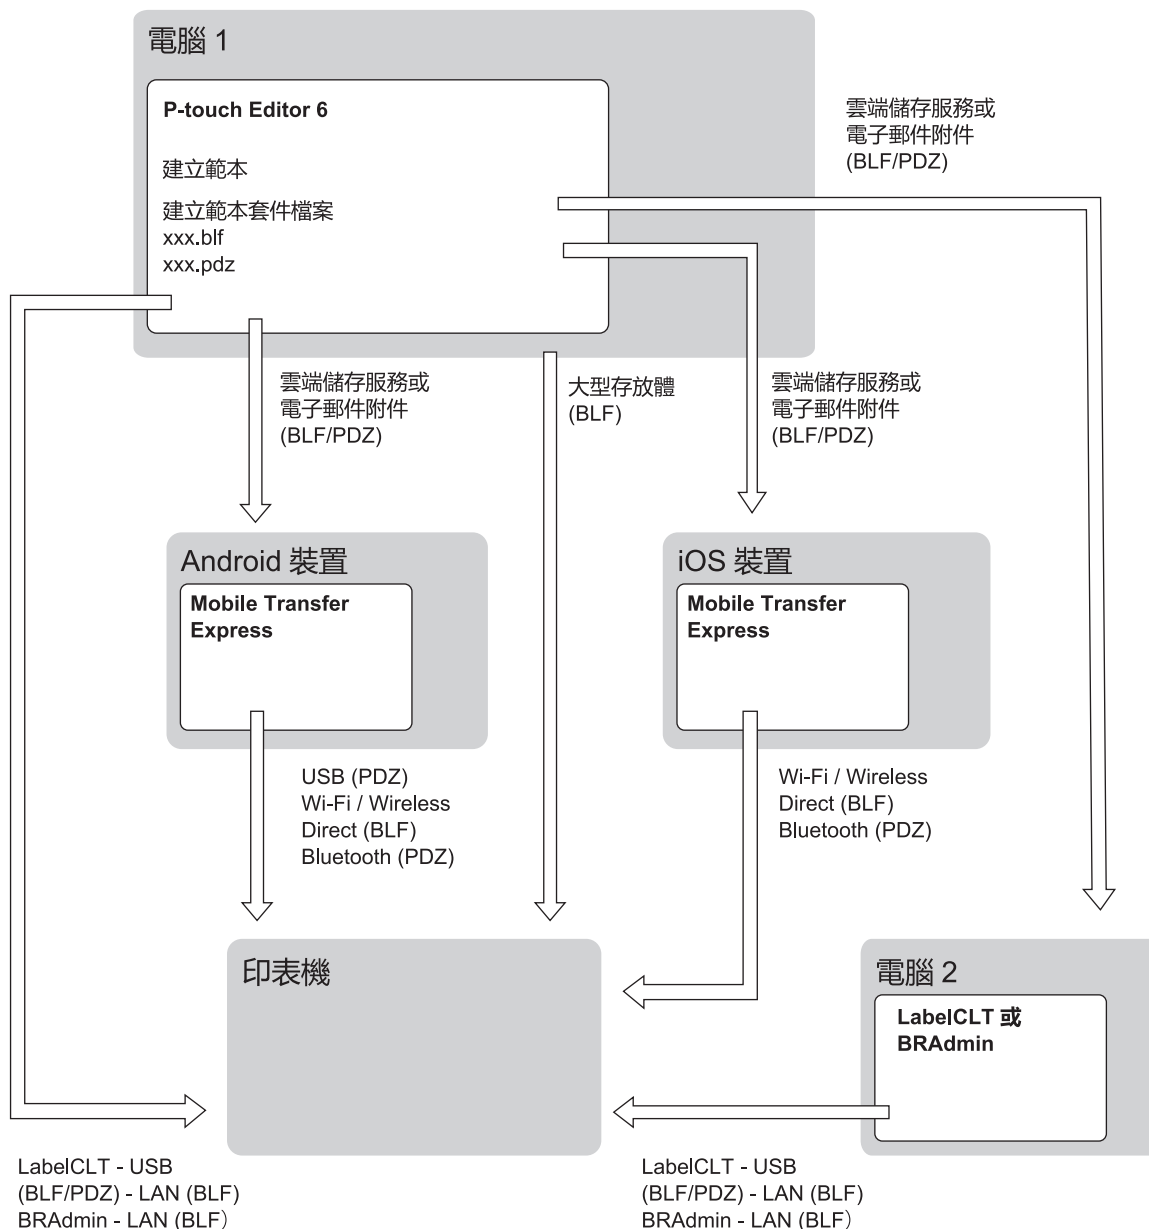 電腦 1
P-touch Editor 6
建立範本
建立範本套件檔案
xxx.blf
xxx.pdz
雲端儲存服務或
電子郵件附件
(BLF/PDZ)
雲端儲存服務或
電子郵件附件
(BLF/PDZ)
大型存放體
(BLF)
雲端儲存服務或
電子郵件附件
(BLF/PDZ)
Android 裝置
Mobile Transfer
Express
iOS 裝置
Mobile Transfer
Express
USB (PDZ)
Wi-Fi / Wireless
Direct (BLF)
Bluetooth (PDZ)
Wi-Fi / Wireless
Direct (BLF)
Bluetooth (PDZ)
印表機
電腦 2
LabelCLT 或
BRAdmin
LabelCLT - USB
(BLF/PDZ) - LAN (BLF)
BRAdmin - LAN (BLF)
LabelCLT - USB
(BLF/PDZ) - LAN (BLF)
BRAdmin - LAN (BLF)